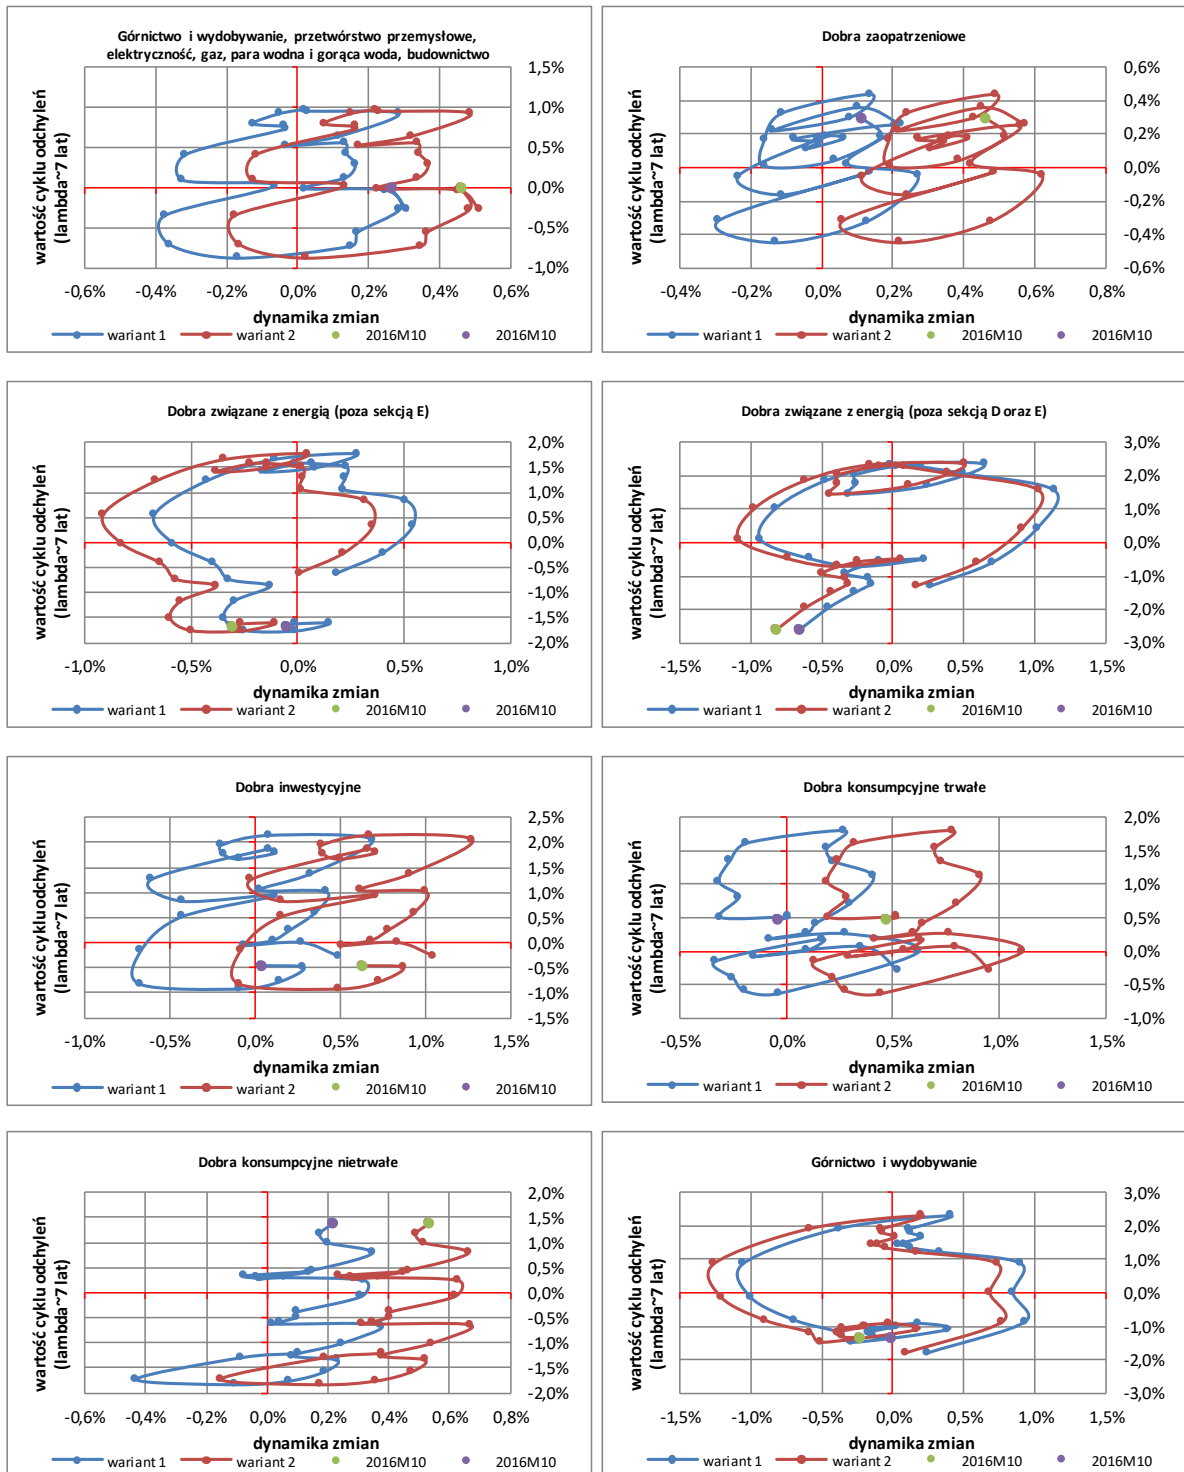 Górnictwo i wydobywanie, przetwórstwo przemysłowe,
elektryczność, gaz, para wodna i gorąca woda, budownictwo
wartość cyklu odchyleń
(lambda~7 lat)
1,5%
1,0%
0,5%
0,0%
-0,5%
-1,0%
-0,6% -0,4% -0,2% 0,0% 0,2% 0,4% 0,6%
dynamika zmian
wariant 1 wariant 2 2016M10 2016M10
Dobra zaopatrzeniowe
wartość cyklu odchyleń
(lambda~7 lat)
0,6%
0,4%
0,2%
0,0%
-0,2%
-0,4%
-0,6%
-0,4% -0,2% 0,0% 0,2% 0,4% 0,6% 0,8%
dynamika zmian
wariant 1 wariant 2 2016M10 2016M10
Dobra związane z energią (poza sekcją E)
wartość cyklu odchyleń
(lambda~7 lat)
2,0%
1,5%
1,0%
0,5%
0,0%
-0,5%
-1,0%
-1,5%
-2,0%
-1,0% -0,5% 0,0% 0,5% 1,0%
dynamika zmian
wariant 1 wariant 2 2016M10 2016M10
Dobra związane z energią (poza sekcją D oraz E)
wartość cyklu odchyleń
(lambda~7 lat)
3,0%
2,0%
1,0%
0,0%
-1,0%
-2,0%
-3,0%
-1,5% -1,0% -0,5% 0,0% 0,5% 1,0% 1,5%
dynamika zmian
wariant 1 wariant 2 2016M10 2016M10
Dobra inwestycyjne
wartość cyklu odchyleń
(lambda~7 lat)
2,5%
2,0%
1,5%
1,0%
0,5%
0,0%
-0,5%
-1,0%
-1,5%
-1,0% -0,5% 0,0% 0,5% 1,0% 1,5%
dynamika zmian
wariant 1 wariant 2 2016M10 2016M10
Dobra konsumpcyjne trwałe
wartość cyklu odchyleń
(lambda~7 lat)
2,0%
1,5%
1,0%
0,5%
0,0%
-0,5%
-1,0%
-0,5% 0,0% 0,5% 1,0% 1,5%
dynamika zmian
wariant 1 wariant 2 2016M10 2016M10
Dobra konsumpcyjne nietrwałe
wartość cyklu odchyleń
(lambda~7 lat)
2,0%
1,5%
1,0%
0,5%
0,0%
-0,5%
-1,0%
-1,5%
-2,0%
-0,6% -0,4% -0,2% 0,0% 0,2% 0,4% 0,6% 0,8%
dynamika zmian
wariant 1 wariant 2 2016M10 2016M10
Górnictwo i wydobywanie
wartość cyklu odchyleń
(lambda~7 lat)
3,0%
2,0%
1,0%
0,0%
-1,0%
-2,0%
-3,0%
-1,5% -1,0% -0,5% 0,0% 0,5% 1,0% 1,5%
dynamika zmian
wariant 1 wariant 2 2016M10 2016M10